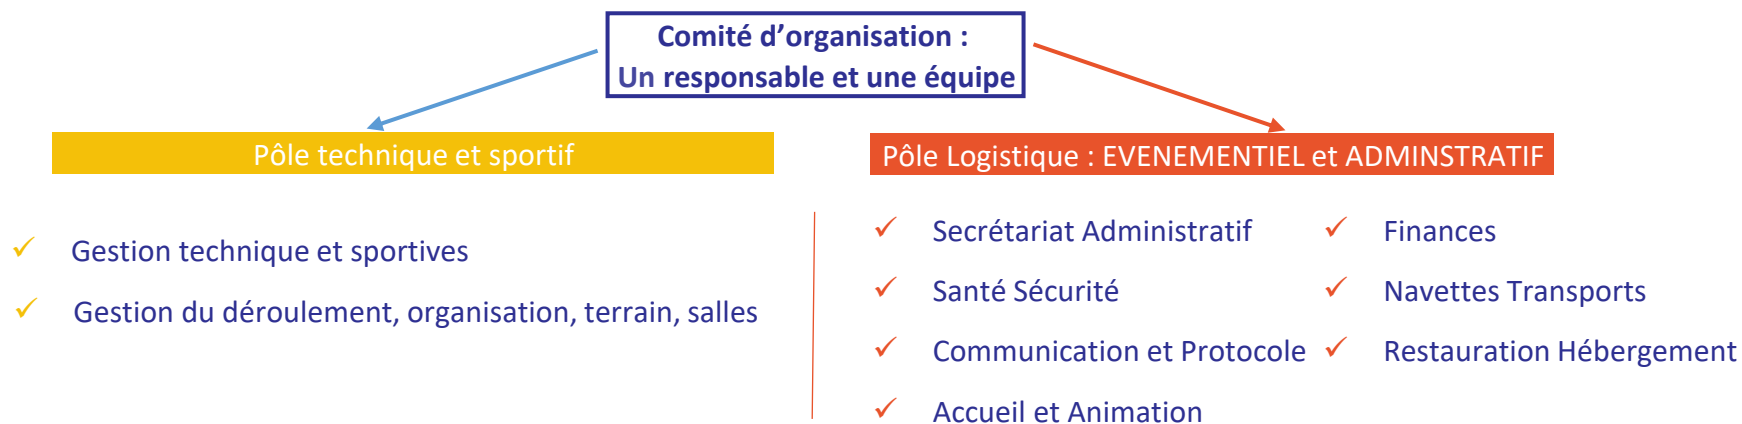 Comité d’organisation :
Un responsable et une équipe
Pôle technique et sportif
Gestion technique et sportives
Gestion du déroulement, organisation, terrain, salles
Pôle Logistique : EVENEMENTIEL et ADMINSTRATIF
Secrétariat Administratif
Santé Sécurité
Communication et Protocole
Accueil et Animation
Finances
Navettes Transports
Restauration Hébergement